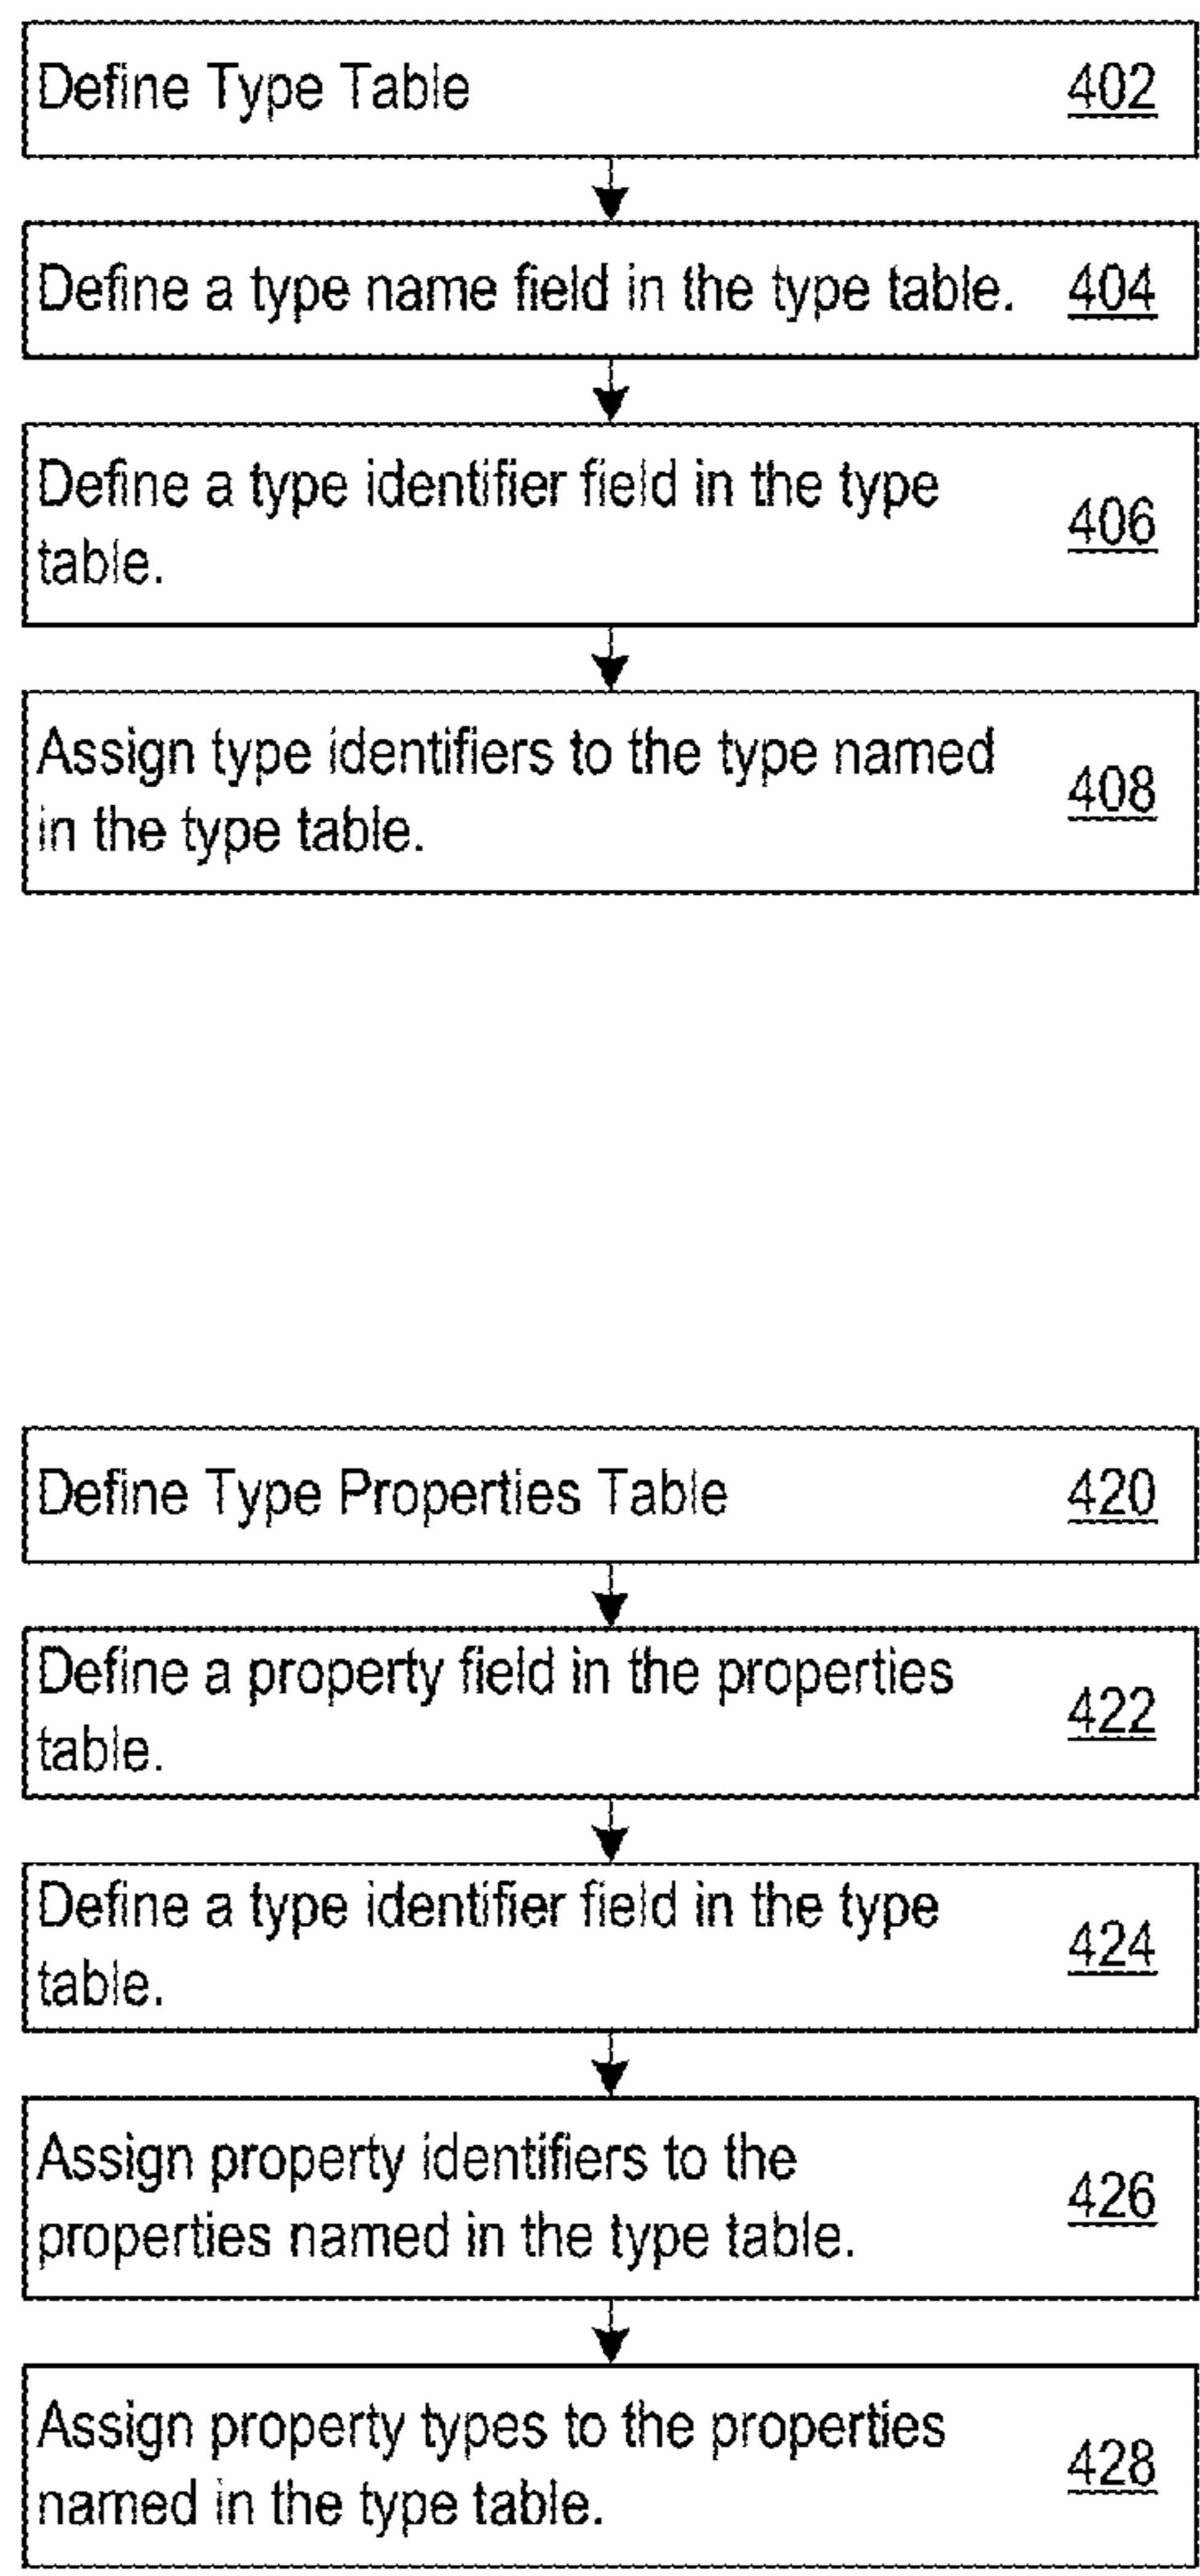 Define Type Table 402
Define a type name field in the type table. 404
Define a type identifier field in the type
table.
406
Assign type identifiers to the type named
in the type table.
408
Define Type Properties Table 420
Define a property field in the properties
table.
422
Define a type identifier field in the type
table.
424
Assign property identifiers to the
properties named in the type table.
426
Assign property types to the properties
named in the type table.
428